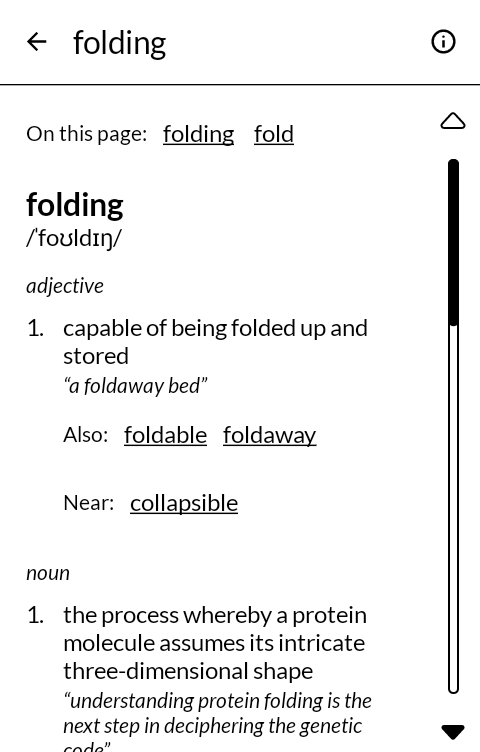 folding
On this page: folding fold
folding
/ˈfoʊldɪŋ/
adjective
1. capable of being folded up and
stored
“a foldaway bed”
Also: foldable foldaway
Near: collapsible
noun
1. the process whereby a protein
molecule assumes its intricate
three-dimensional shape
“understanding protein folding is the
next step in deciphering the genetic
code”